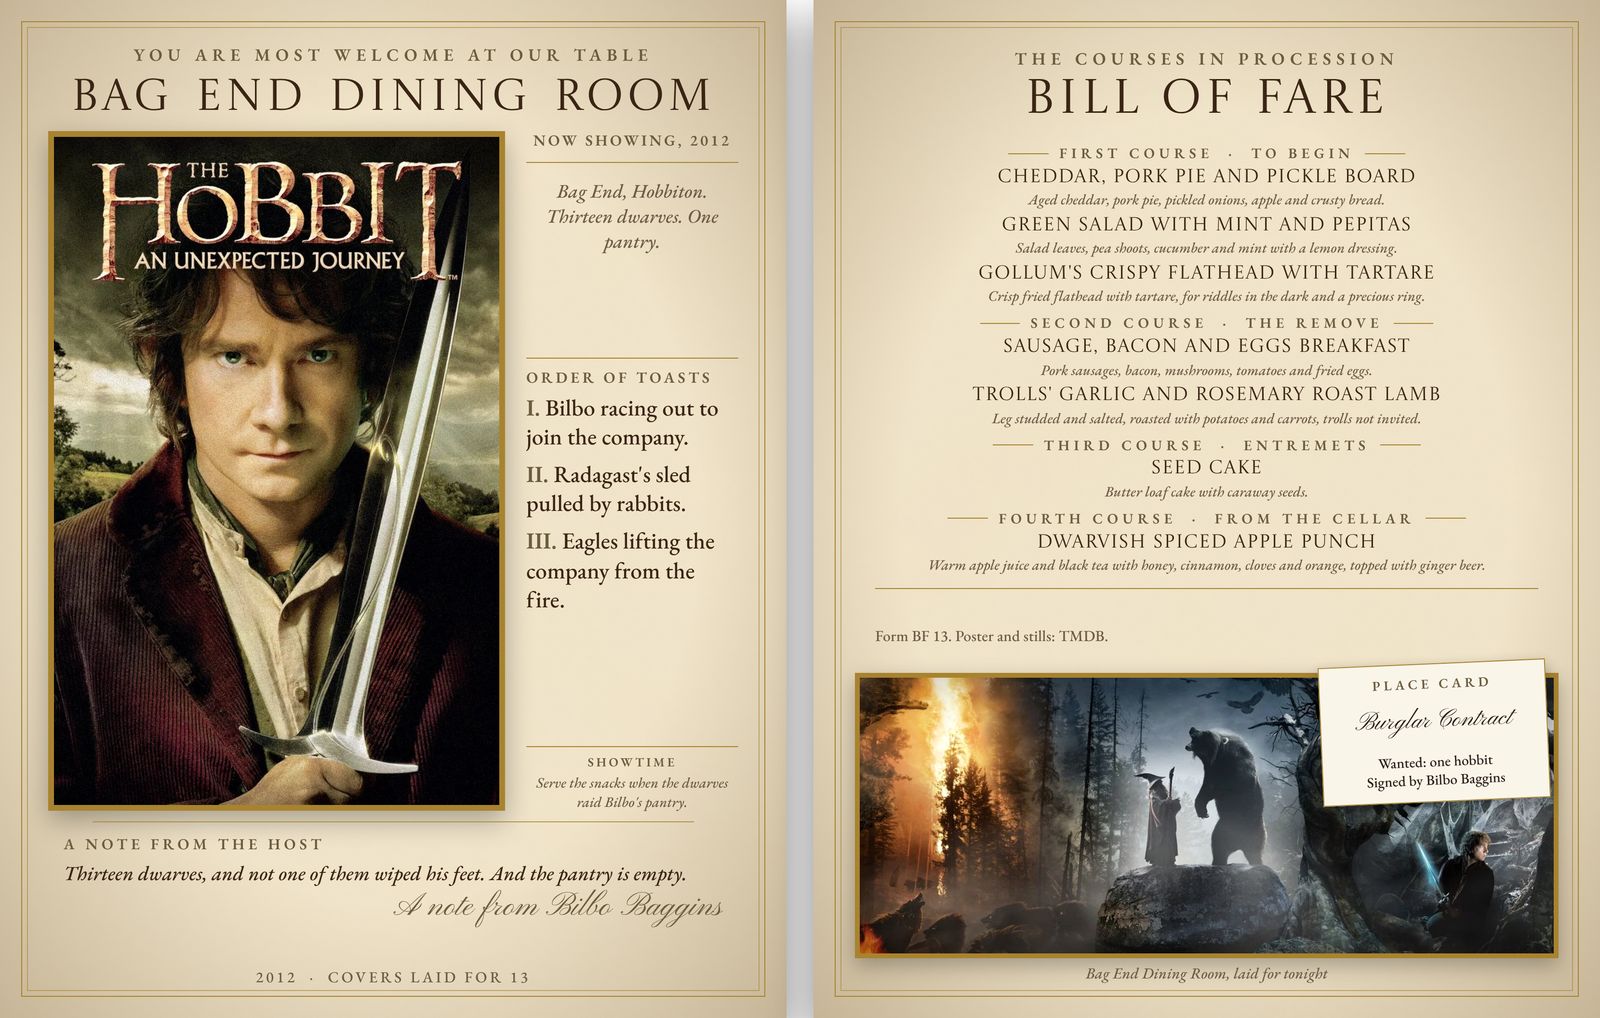 YOU ARE MOST WELCOME AT OUR TABLE
BAG END DINING ROOM
THE
HOBBIT
AN UNEXPECTED JOURNEY
TM
NOW SHOWING, 2012
Bag End, Hobbiton.
Thirteen dwarves. One
pantry.
ORDER OF TOASTS
I. Bilbo racing out to
join the company.
II. Radagast's sled
pulled by rabbits.
III. Eagles lifting the
company from the
fire.
SHOWTIME
Serve the snacks when the dwarves
raid Bilbo's pantry.
A NOTE FROM THE HOST
Thirteen dwarves, and not one of them wiped his feet. And the pantry is empty.
A note from Bilbo Baggins
2012 · COVERS LAID FOR 13
THE COURSES IN PROCESSION
BILL OF FARE
FIRST COURSE · TO BEGIN
CHEDDAR, PORK PIE AND PICKLE BOARD
Aged cheddar, pork pie, pickled onions, apple and crusty bread.
GREEN SALAD WITH MINT AND PEPITAS
Salad leaves, pea shoots, cucumber and mint with a lemon dressing.
GOLLUM'S CRISPY FLATHEAD WITH TARTARE
Crisp fried flathead with tartare, for riddles in the dark and a precious ring.
SECOND COURSE · THE REMOVE
SAUSAGE, BACON AND EGGS BREAKFAST
Pork sausages, bacon, mushrooms, tomatoes and fried eggs.
TROLLS' GARLIC AND ROSEMARY ROAST LAMB
Leg studded and salted, roasted with potatoes and carrots, trolls not invited.
THIRD COURSE · ENTREMETS
SEED CAKE
Butter loaf cake with caraway seeds.
FOURTH COURSE · FROM THE CELLAR
DWARVISH SPICED APPLE PUNCH
Warm apple juice and black tea with honey, cinnamon, cloves and orange, topped with ginger beer.
Form BF 13. Poster and stills: TMDB.
PLACE CARD
Burglar Contract
Wanted: one hobbit
Signed by Bilbo Baggins
Bag End Dining Room, laid for tonight